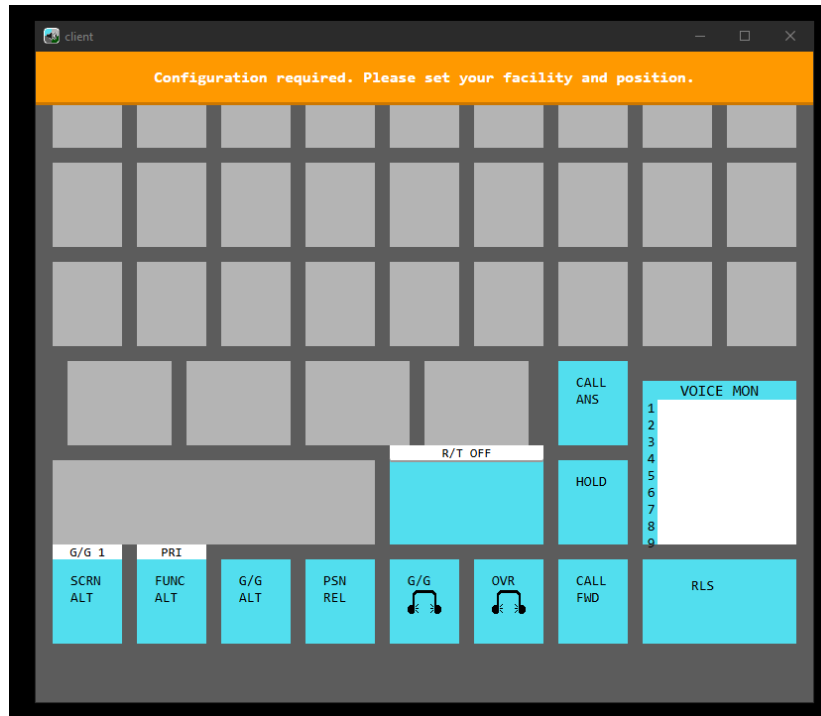 client
Configuration required. Please set your facility and position.
CALL
ANS
VOICE MON
1
2
3
4
5
6
7
8
9
R/T OFF
HOLD
G/G 1
PRI
SCRN
ALT
FUNC
ALT
G/G
ALT
PSN
REL
G/G
OVR
CALL
FWD
RLS